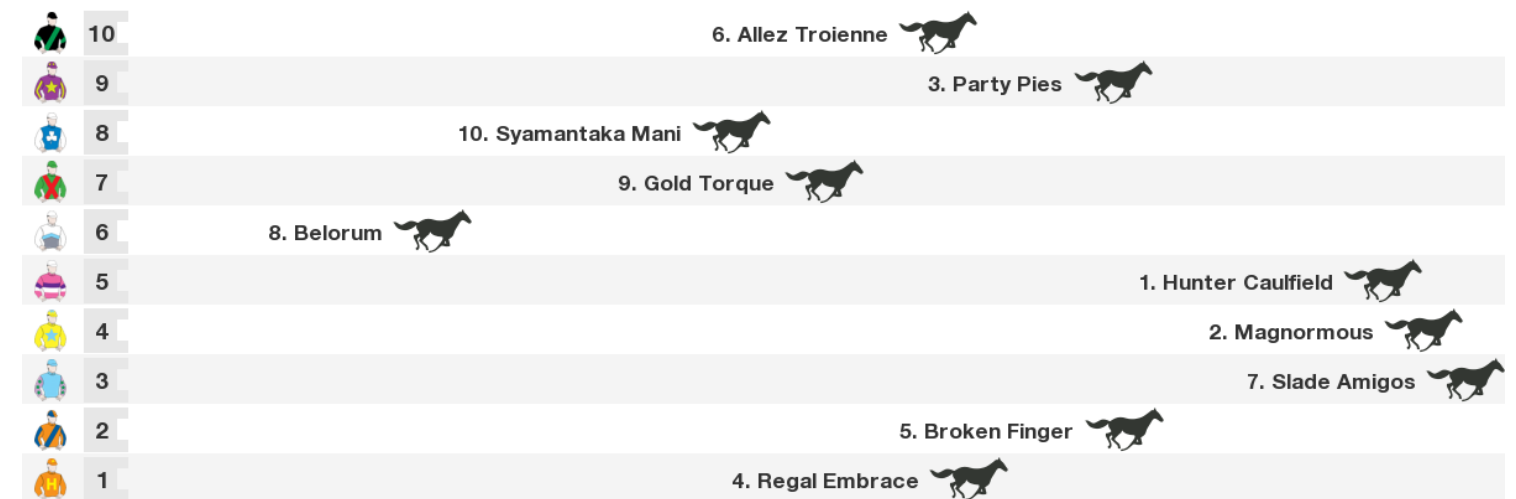 10 6. Allez Troienne
9 3. Party Pies
8 10. Syamantaka Mani
7 9. Gold Torque
6 8. Belorum
5 1. Hunter Caulfield
4 2. Magnormous
3 7. Slade Amigos
2 5. Broken Finger
1 H 4. Regal Embrace